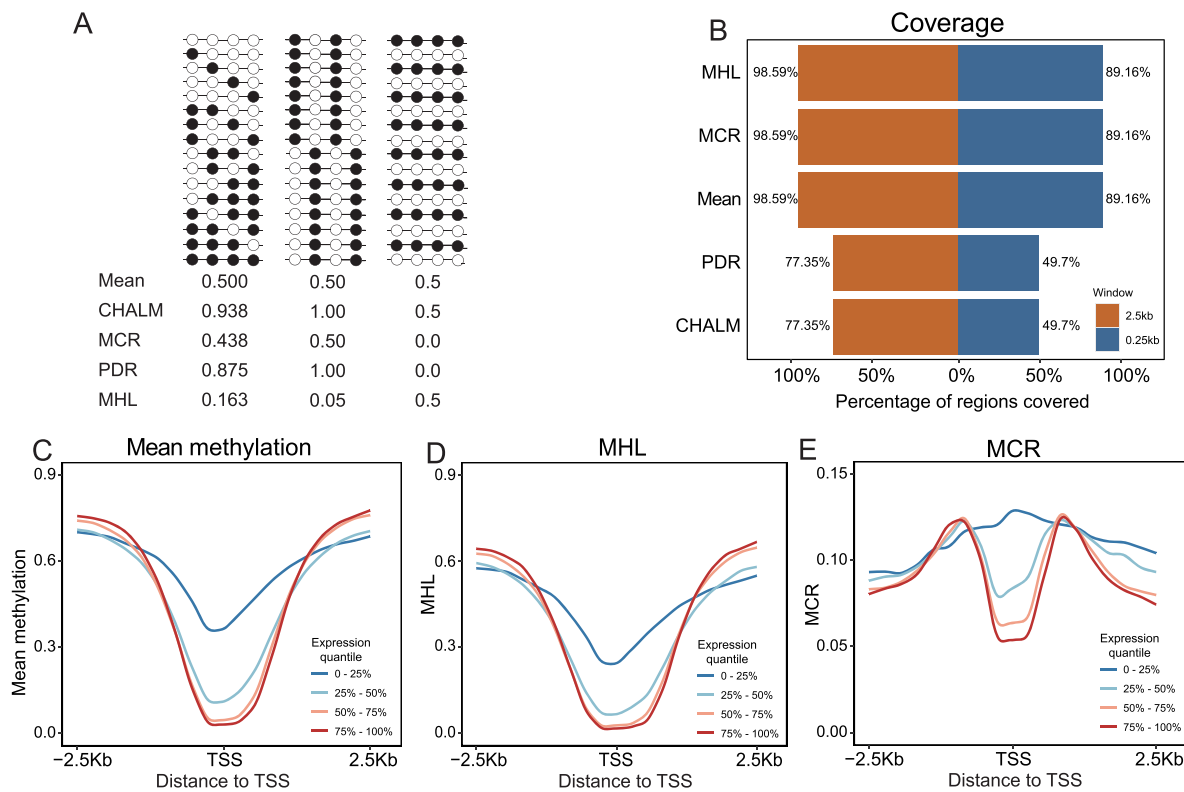 A
Mean 0.500 0.50 0.5
CHALM 0.938 1.00 0.5
MCR 0.438 0.50 0.0
PDR 0.875 1.00 0.0
MHL 0.163 0.05 0.5
B
Coverage
MHL 98.59% 89.16%
MCR 98.59% 89.16%
Mean 98.59% 89.16%
PDR 77.35% 49.7%
CHALM 77.35% 49.7%
Window
2.5kb
0.25kb
100% 50% 0% 50% 100%
Percentage of regions covered
C
Mean methylation
Mean methylation
0.9
0.6
0.3
0.0
Expression
quantile
0 - 25%
25% - 50%
50% - 75%
75% - 100%
−2.5Kb TSS 2.5Kb
Distance to TSS
D
MHL
MHL
0.9
0.6
0.3
0.0
Expression
quantile
0 - 25%
25% - 50%
50% - 75%
75% - 100%
−2.5Kb TSS 2.5Kb
Distance to TSS
E
MCR
MCR
0.15
0.10
0.05
0.00
Expression
quantile
0 - 25%
25% - 50%
50% - 75%
75% - 100%
−2.5Kb TSS 2.5Kb
Distance to TSS